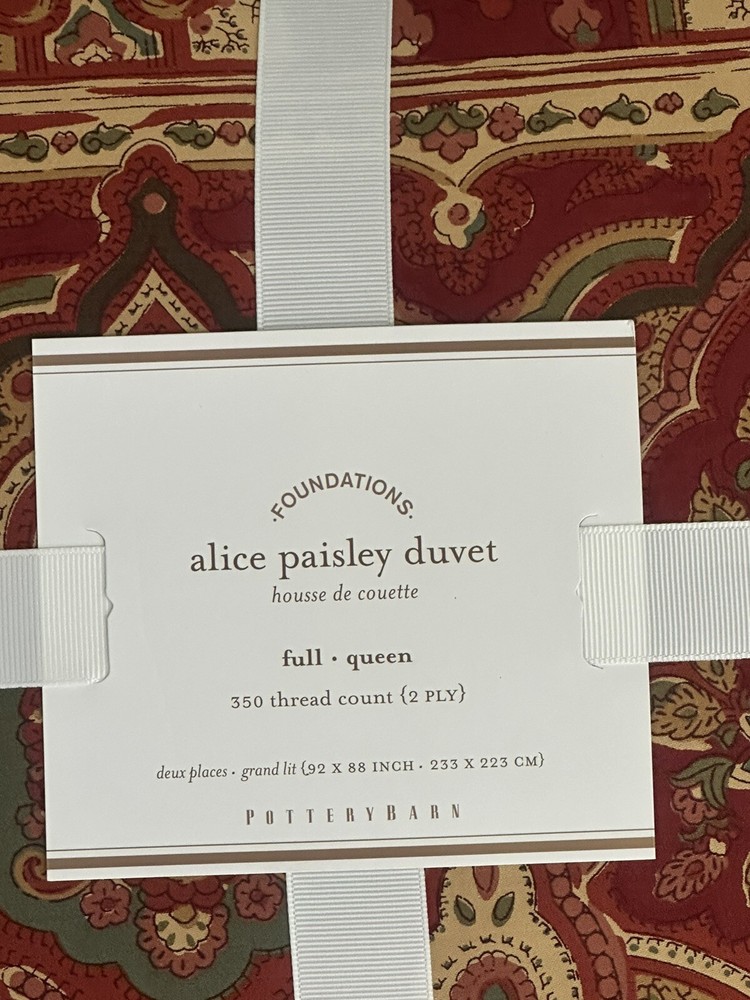 ·FOUNDATIONS·
alice paisley duvet
housse de couette
full · queen
350 thread count {2 PLY}
deux places · grand lit {92 X 88 INCH · 233 X 223 CM}
POTTERYBARN